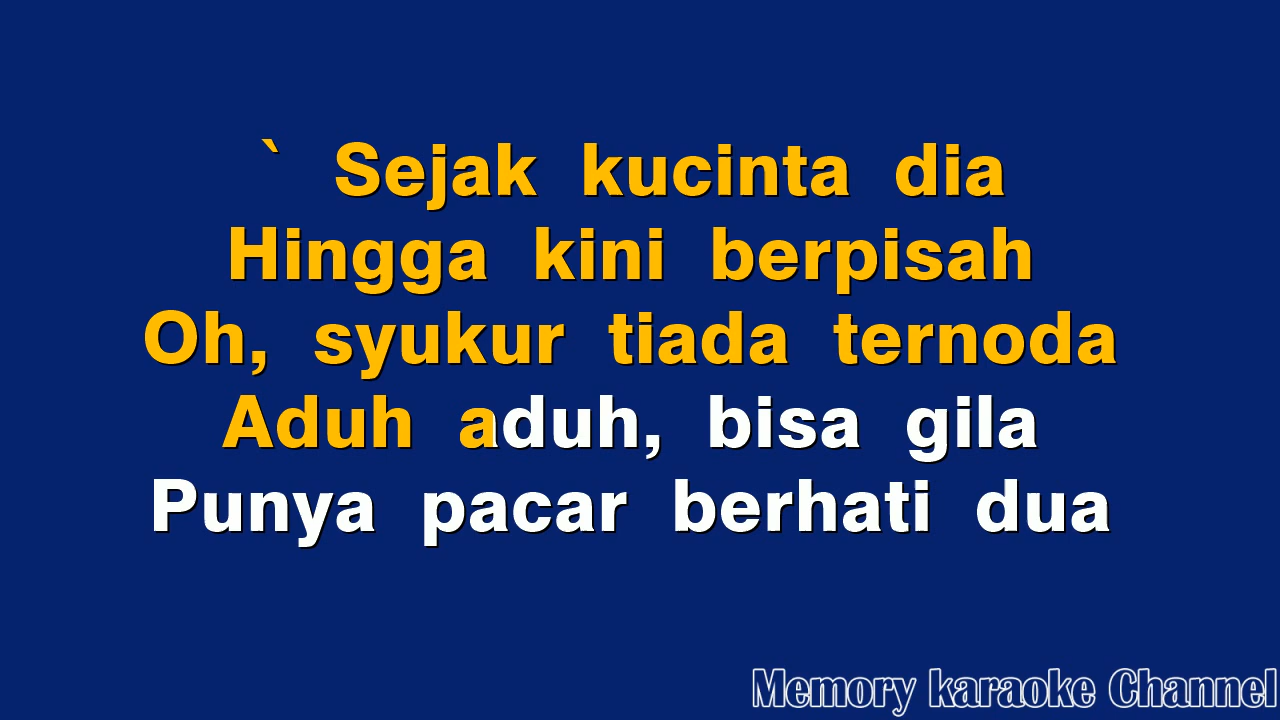 ` Sejak kucinta dia
Hingga kini berpisah
Oh, syukur tiada ternoda
Aduh aduh, bisa gila
Punya pacar berhati dua
Memory karaoke Channel